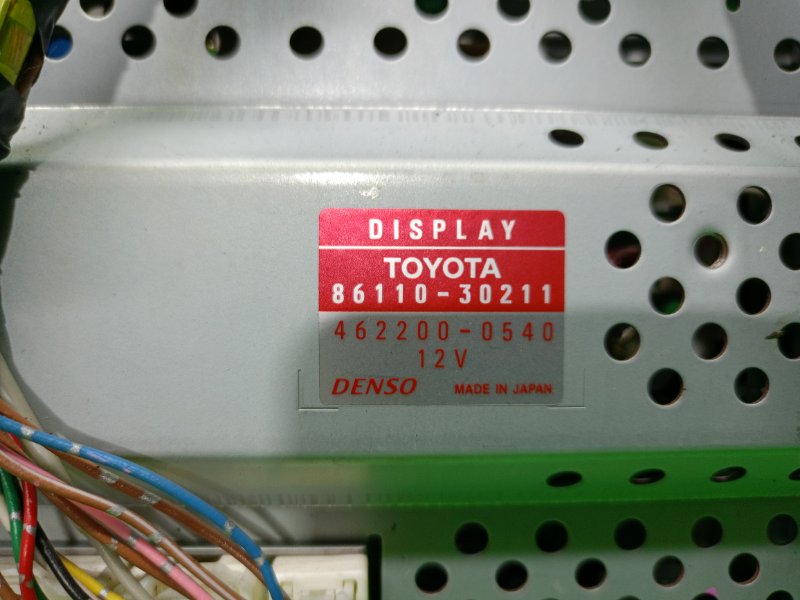 DISPLAY
TOYOTA
86110-30211
462200-0540
12V
DENSO MADE IN JAPAN